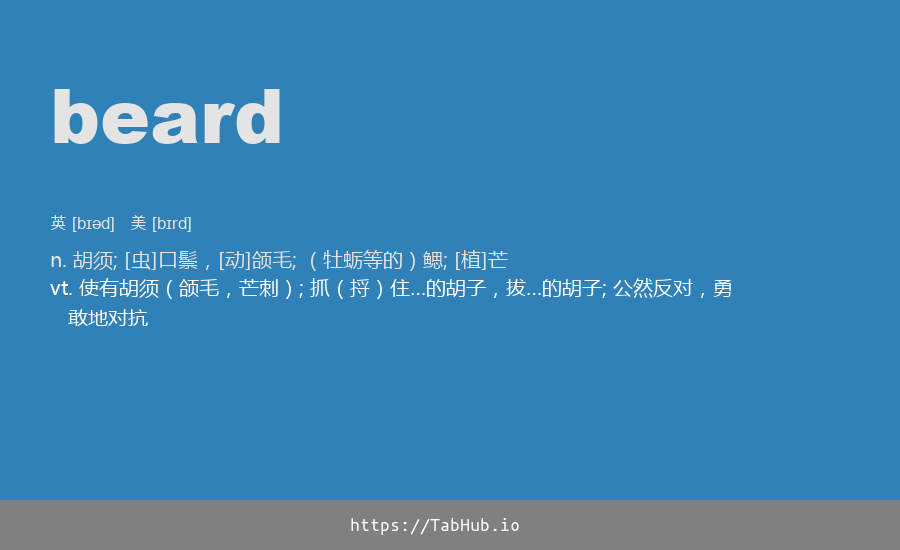 beard
英 [bɪəd] 美 [bɪrd]
n. 胡须; [虫]口鬃，[动]颌毛; （牡蛎等的）鳃; [植]芒
vt. 使有胡须（颌毛，芒刺）; 抓（捋）住…的胡子，拔…的胡子; 公然反对，勇
敢地对抗
https://TabHub.io